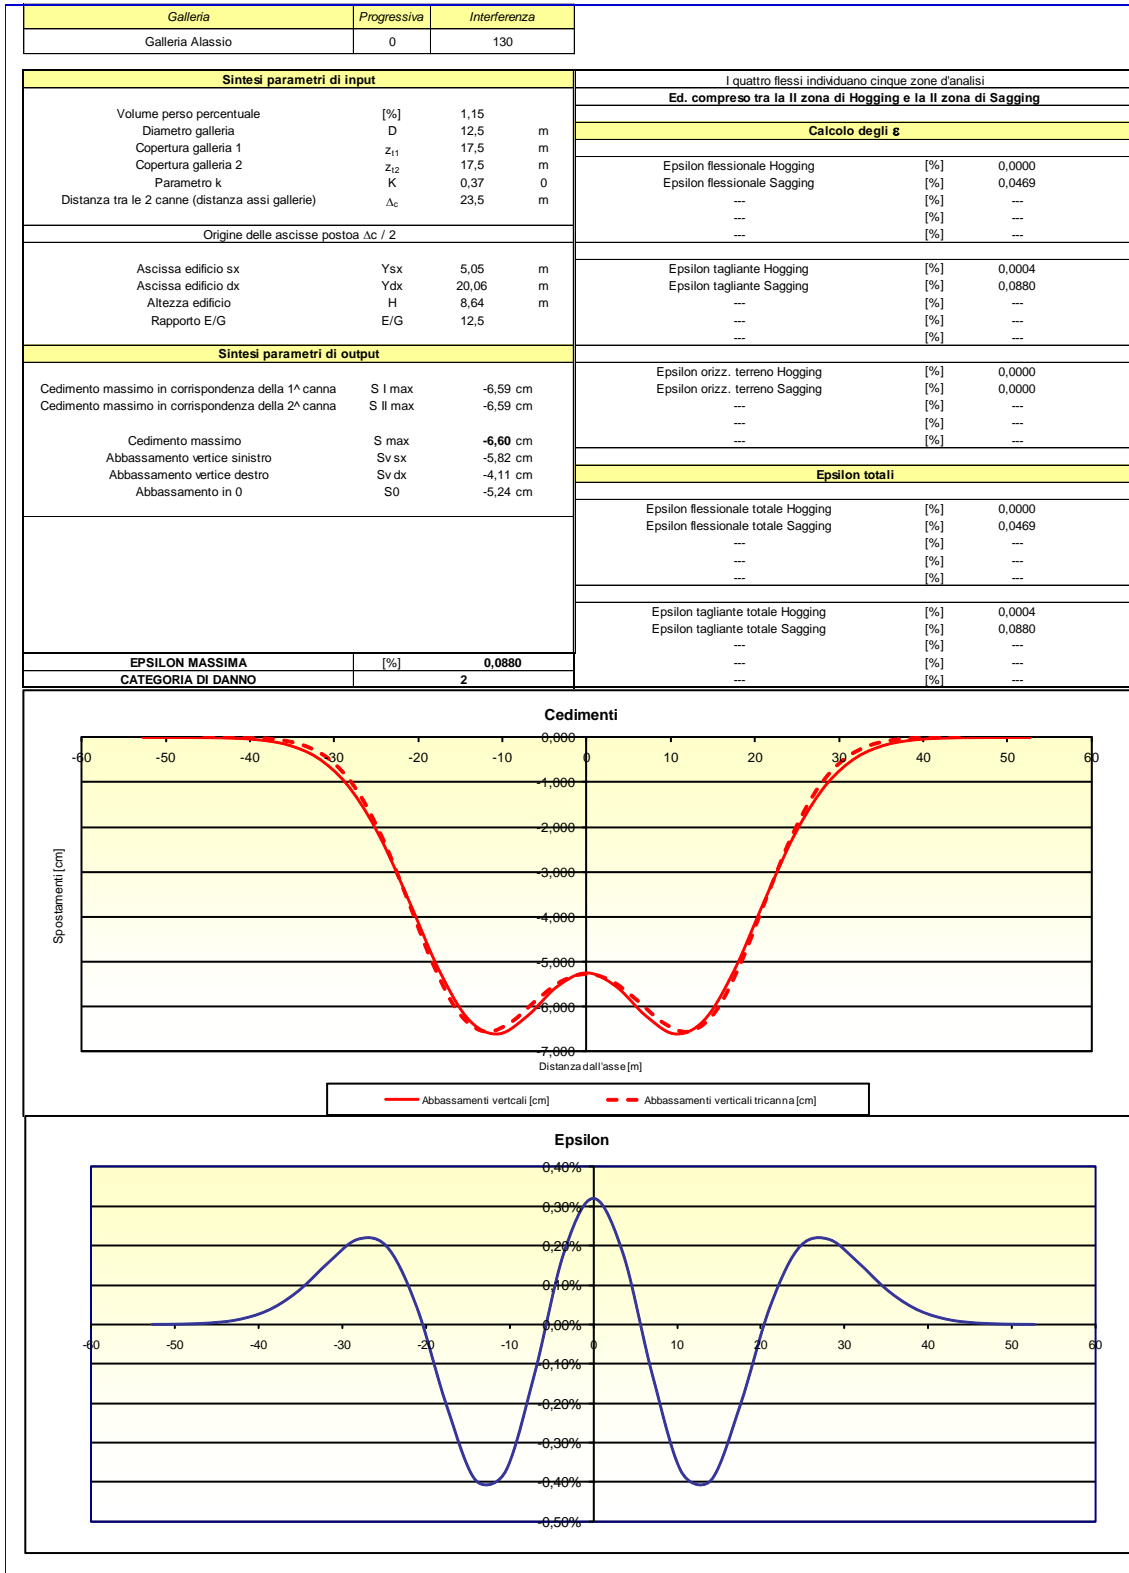 Galleria Progressiva Interferenza
Galleria Alassio 0 130
Sintesi parametri di input
Volume perso percentuale [%] 1,15
Diametro galleria D 12,5 m
Copertura galleria 1 zt1 17,5 m
Copertura galleria 2 zt2 17,5 m
Parametro k K 0,37 0
Distanza tra le 2 canne (distanza assi gallerie) Δc 23,5 m
Origine delle ascisse postoa Δc / 2
Ascissa edificio sx Ysx 5,05 m
Ascissa edificio dx Ydx 20,06 m
Altezza edificio H 8,64 m
Rapporto E/G E/G 12,5
Sintesi parametri di output
Cedimento massimo in corrispondenza della 1^ canna S I max -6,59 cm
Cedimento massimo in corrispondenza della 2^ canna S II max -6,59 cm
Cedimento massimo S max -6,60 cm
Abbassamento vertice sinistro Sv sx -5,82 cm
Abbassamento vertice destro Sv dx -4,11 cm
Abbassamento in 0 S0 -5,24 cm
EPSILON MASSIMA [%] 0,0880
CATEGORIA DI DANNO 2
I quattro flessi individuano cinque zone d'analisi
Ed. compreso tra la II zona di Hogging e la II zona di Sagging
Calcolo degli ε
Epsilon flessionale Hogging [%] 0,0000
Epsilon flessionale Sagging [%] 0,0469
--- [%] ---
--- [%] ---
--- [%] ---
Epsilon tagliante Hogging [%] 0,0004
Epsilon tagliante Sagging [%] 0,0880
--- [%] ---
--- [%] ---
--- [%] ---
Epsilon orizz. terreno Hogging [%] 0,0000
Epsilon orizz. terreno Sagging [%] 0,0000
--- [%] ---
--- [%] ---
--- [%] ---
Epsilon totali
Epsilon flessionale totale Hogging [%] 0,0000
Epsilon flessionale totale Sagging [%] 0,0469
--- [%] ---
--- [%] ---
--- [%] ---
Epsilon tagliante totale Hogging [%] 0,0004
Epsilon tagliante totale Sagging [%] 0,0880
--- [%] ---
--- [%] ---
--- [%] ---
Cedimenti
0,000
-60 -50 -40 -30 -20 -10 0 10 20 30 40 50 60
-1,000
-2,000
-3,000
-4,000
-5,000
-6,000
-7,000
Spostamenti [cm]
Distanza dall'asse [m]
Abbassamenti vertcali [cm] Abbassamenti verticali tricanna [cm]
Epsilon
0,40%
0,30%
0,20%
0,10%
0,00%
-60 -50 -40 -30 -20 -10 0 10 20 30 40 50 60
-0,10%
-0,20%
-0,30%
-0,40%
-0,50%